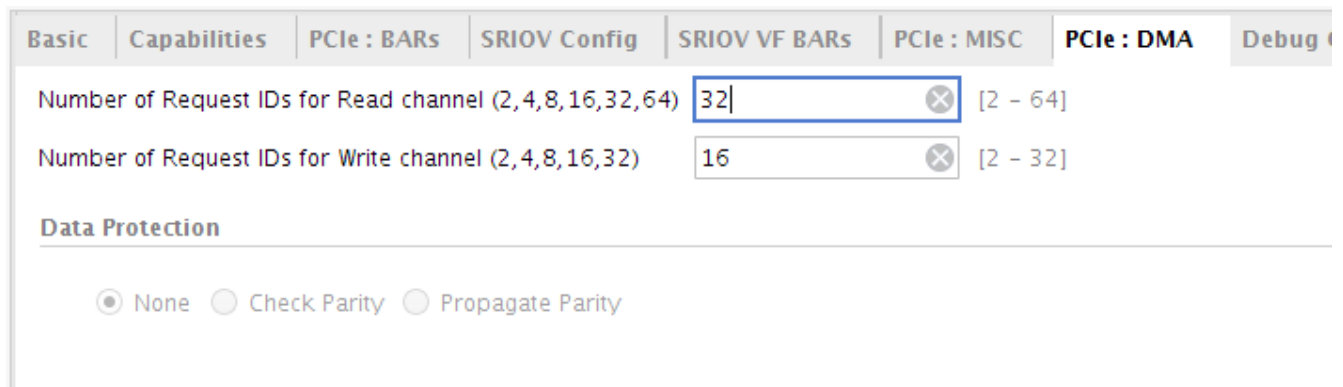 Basic Capabilities PCIe : BARs SRIOV Config SRIOV VF BARs PCIe : MISC PCIe : DMA Debug
Number of Request IDs for Read channel (2,4,8,16,32,64) 32 [2 - 64]
Number of Request IDs for Write channel (2,4,8,16,32) 16 [2 - 32]
Data Protection
None Check Parity Propagate Parity